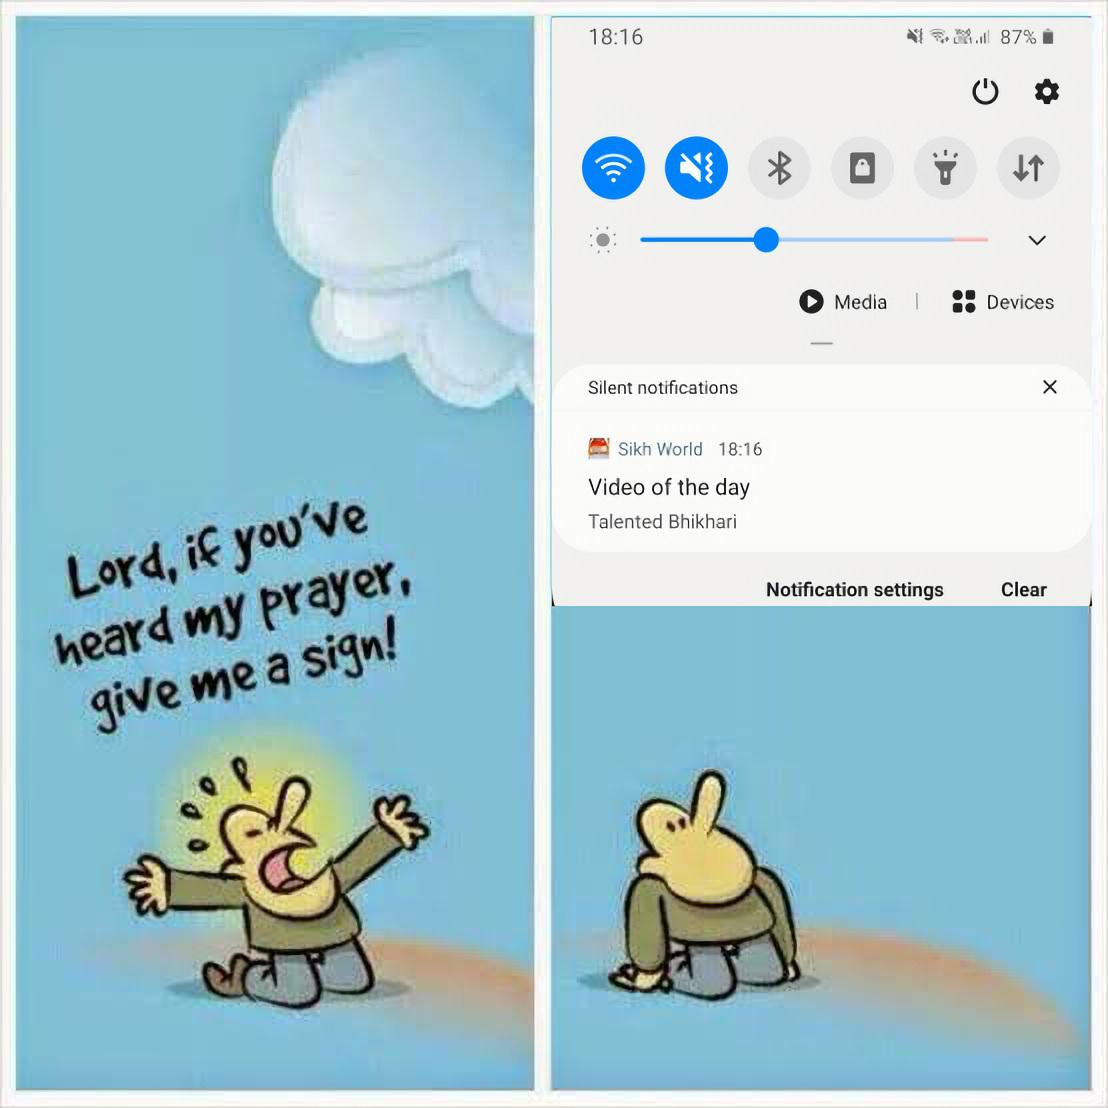 Lord, if you've
heard my prayer,
give me a sign!
18:16
87%
Media
Devices
Silent notifications
Sikh World 18:16
Video of the day
Talented Bhikhari
Notification settings
Clear